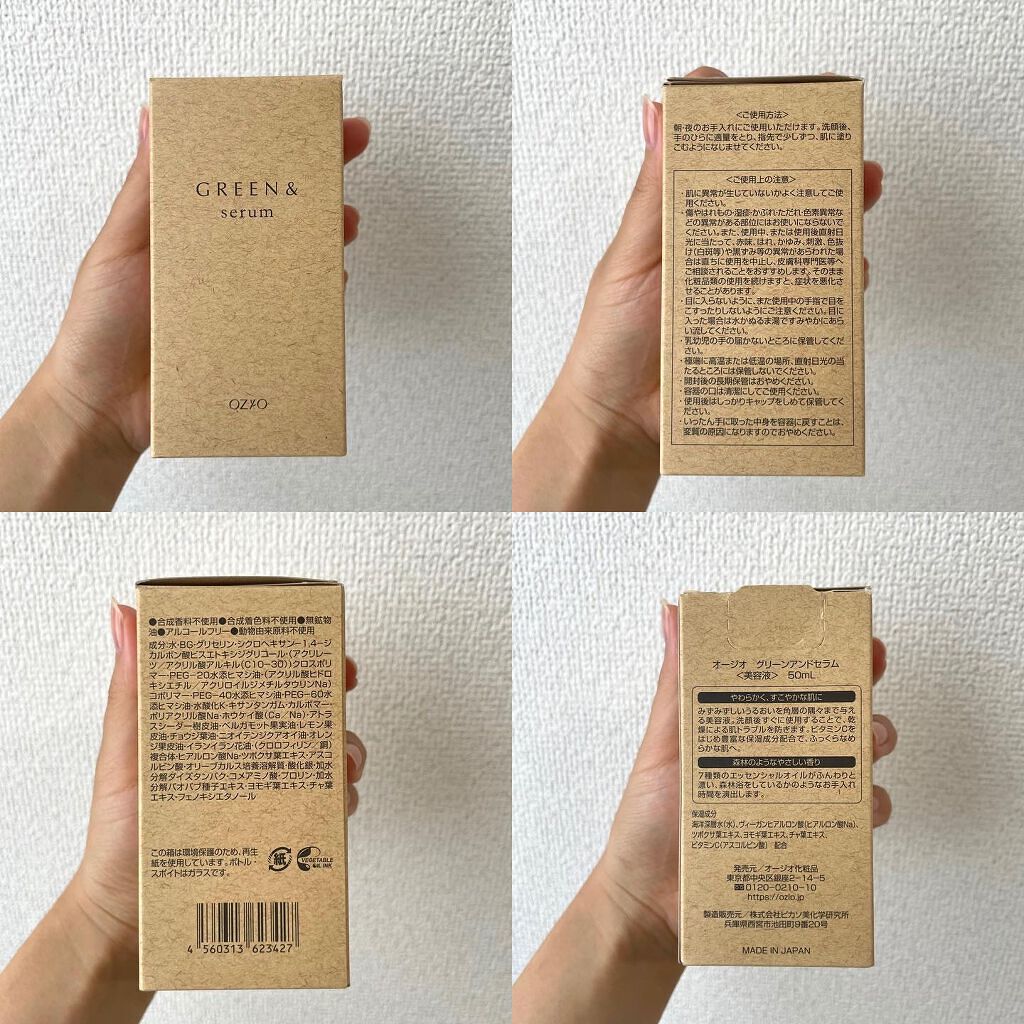 GREEN &
serum
OZIO
<ご使用方法>
朝・夜のお手入れにご使用いただけます。洗顔後、
手のひらに適量をとり、指先で少しずつ、肌に塗り
こむようになじませてください。
<ご使用上の注意>
・肌に異常が生じていないかよく注意してご使
用ください。
・傷やはれもの・湿疹・かぶれ・ただれ・色素異常な
どの異常がある部位にはお使いにならないで
ください。また、使用中、または使用後直射日
光に当たって、赤味、はれ、かゆみ、刺激、色抜
け(白斑等)や黒ずみ等の異常があらわれた場
合は直ちに使用を中止し、皮膚科専門医等へ
ご相談されることをおすすめします。そのまま
化粧品類の使用を続けますと、症状を悪化さ
せることがあります。
・目に入らないように、また使用中の手指で目を
こすったりしないようにご注意ください。目に
入った場合は水かぬるま湯ですみやかにあら
い流してください。
・乳幼児の手の届かないところに保管してくだ
さい。
・極端に高温または低温の場所、直射日光の当
たるところには保管しないでください。
・開封後の長期保管はおやめください。
・容器の口は清潔にしてご使用ください。
・使用後はしっかりキャップをしめて保管してく
ださい。
・いったん手に取った中身を容器に戻すことは、
変質の原因になりますのでおやめください。
●合成香料不使用●合成着色料不使用●無鉱物
油●アルコールフリー●動物由来原料不使用
成分:水・BG・グリセリン・シクロヘキサン-1,4-ジ
カルボン酸ビスエトキシジグリコール・(アクリレー
ツ/アクリル酸アルキル(C10-30))クロスポリ
マー・PEG-20水添ヒマシ油・(アクリル酸ヒドロ
キシエチル/アクリロイルジメチルタウリンNa)
コポリマー・PEG-40水添ヒマシ油・PEG-60水
添ヒマシ油・水酸化K・キサンタンガム・カルボマー・
ポリアクリル酸Na・ホウケイ酸(Ca/Na)・アトラ
スシーダー樹皮油・ベルガモット果実油・レモン果
皮油・チョウジ葉油・ニオイテンジクアオイ油・オレン
ジ果皮油・イランイラン花油・(クロロフィリン/銅)
複合体・ヒアルロン酸Na・ツボクサ葉エキス・アスコ
ルビン酸・オリーブカルス培養溶解質・酸化銀・加水
分解ダイズタンパク・コメアミノ酸・プロリン・加水
分解バオバブ種子エキス・ヨモギ葉エキス・チャ葉
エキス・フェノキシエタノール
この箱は環境保護のため、再生
紙を使用しています。ボトル・
スポイトはガラスです。
紙
VEGETABLE
OIL INK
4 560313 623427
オージオ グリーンアンドセラム
<美容液> 50mL
やわらかく、すこやかな肌に
みずみずしいうるおいを角層の隅々まで与え
る美容液。洗顔後すぐに使用することで、乾
燥による肌トラブルを防ぎます。ビタミンCを
はじめ豊富な保湿成分配合で、ふっくらなめ
らかな肌へ。
森林のようなやさしい香り
7種類のエッセンシャルオイルがふんわりと
漂い、森林浴をしているかのようなお手入れ
時間を演出します。
保湿成分
海洋深層水(水)、ヴィーガンヒアルロン酸(ヒアルロン酸Na)、
ツボクサ葉エキス、ヨモギ葉エキス、チャ葉エキス、
ビタミンC(アスコルビン酸) 配合
発売元/オージオ化粧品
東京都中央区銀座2-14-5
0120-0210-10
https://ozio.jp
製造販売元/株式会社ピカソ美化学研究所
兵庫県西宮市池田町9番20号
MADE IN JAPAN